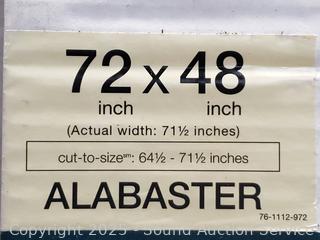 72 x 48
inch inch
(Actual width: 71½ inches)
cut-to-size℠: 64½ - 71½ inches
ALABASTER
76-1112-972
Copyright 2025 - Sound Auction Service